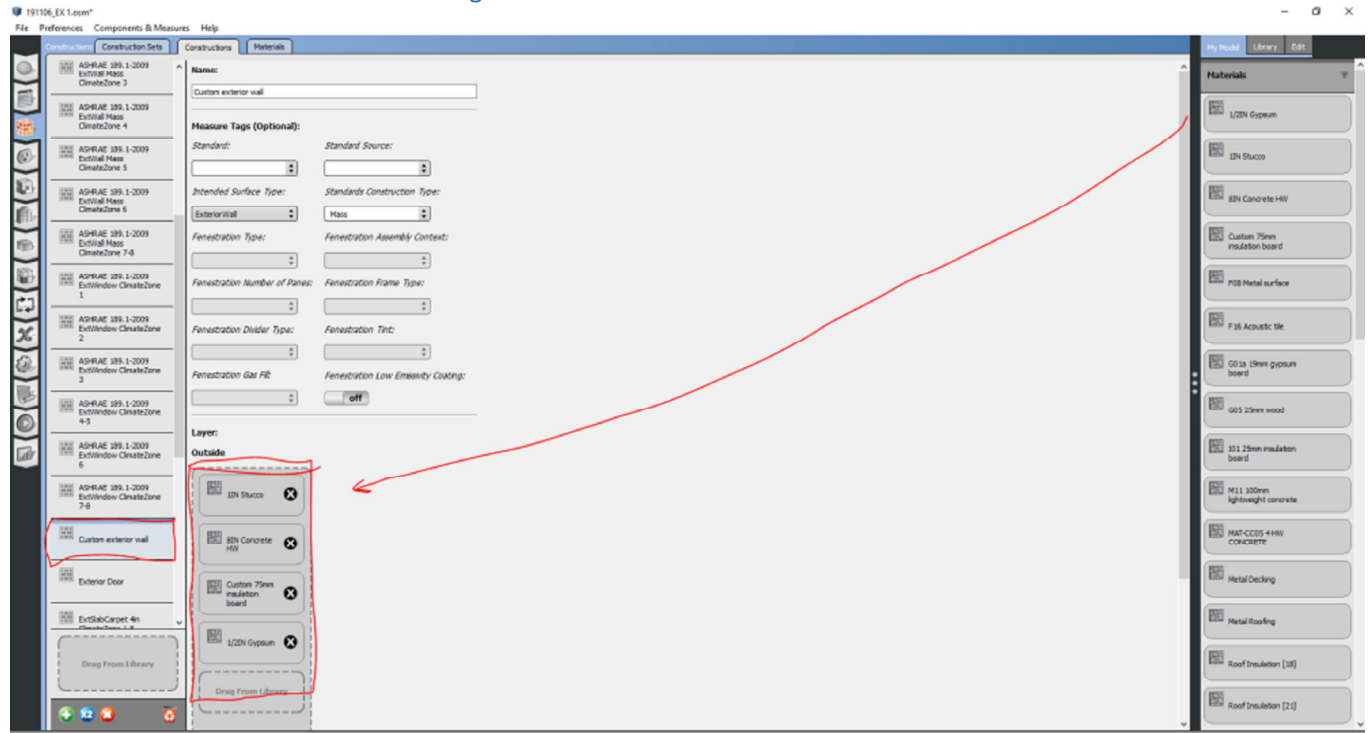 191106_EX 1.osm*
File Preferences Components & Measures Help
Constructions Construction Sets Constructions Materials
My Model Library Edit
ASHRAE 189.1-2009
ExtWall Mass
ClimateZone 3
ASHRAE 189.1-2009
ExtWall Mass
ClimateZone 4
ASHRAE 189.1-2009
ExtWall Mass
ClimateZone 5
ASHRAE 189.1-2009
ExtWall Mass
ClimateZone 6
ASHRAE 189.1-2009
ExtWall Mass
ClimateZone 7-8
ASHRAE 189.1-2009
ExtWindow ClimateZone
1
ASHRAE 189.1-2009
ExtWindow ClimateZone
2
ASHRAE 189.1-2009
ExtWindow ClimateZone
3
ASHRAE 189.1-2009
ExtWindow ClimateZone
4-5
ASHRAE 189.1-2009
ExtWindow ClimateZone
6
ASHRAE 189.1-2009
ExtWindow ClimateZone
7-8
Custom exterior wall
Exterior Door
ExtSlabCarpet 4in
ClimateZone 1-8
Drag From Library
x2
Name:
Custom exterior wall
Measure Tags (Optional):
Standard: Standard Source:
Intended Surface Type: Standards Construction Type:
ExteriorWall Mass
Fenestration Type: Fenestration Assembly Context:
Fenestration Number of Panes: Fenestration Frame Type:
Fenestration Divider Type: Fenestration Tint:
Fenestration Gas Fill: Fenestration Low Emissivity Coating:
off
Layer:
Outside
1IN Stucco
8IN Concrete
HW
Custom 75mm
insulation
board
1/2IN Gypsum
Drag From Library
Materials
1/2IN Gypsum
1IN Stucco
8IN Concrete HW
Custom 75mm
insulation board
F08 Metal surface
F16 Acoustic tile
G01a 19mm gypsum
board
G05 25mm wood
I01 25mm insulation
board
M11 100mm
lightweight concrete
MAT-CC05 4 HW
CONCRETE
Metal Decking
Metal Roofing
Roof Insulation [18]
Roof Insulation [21]